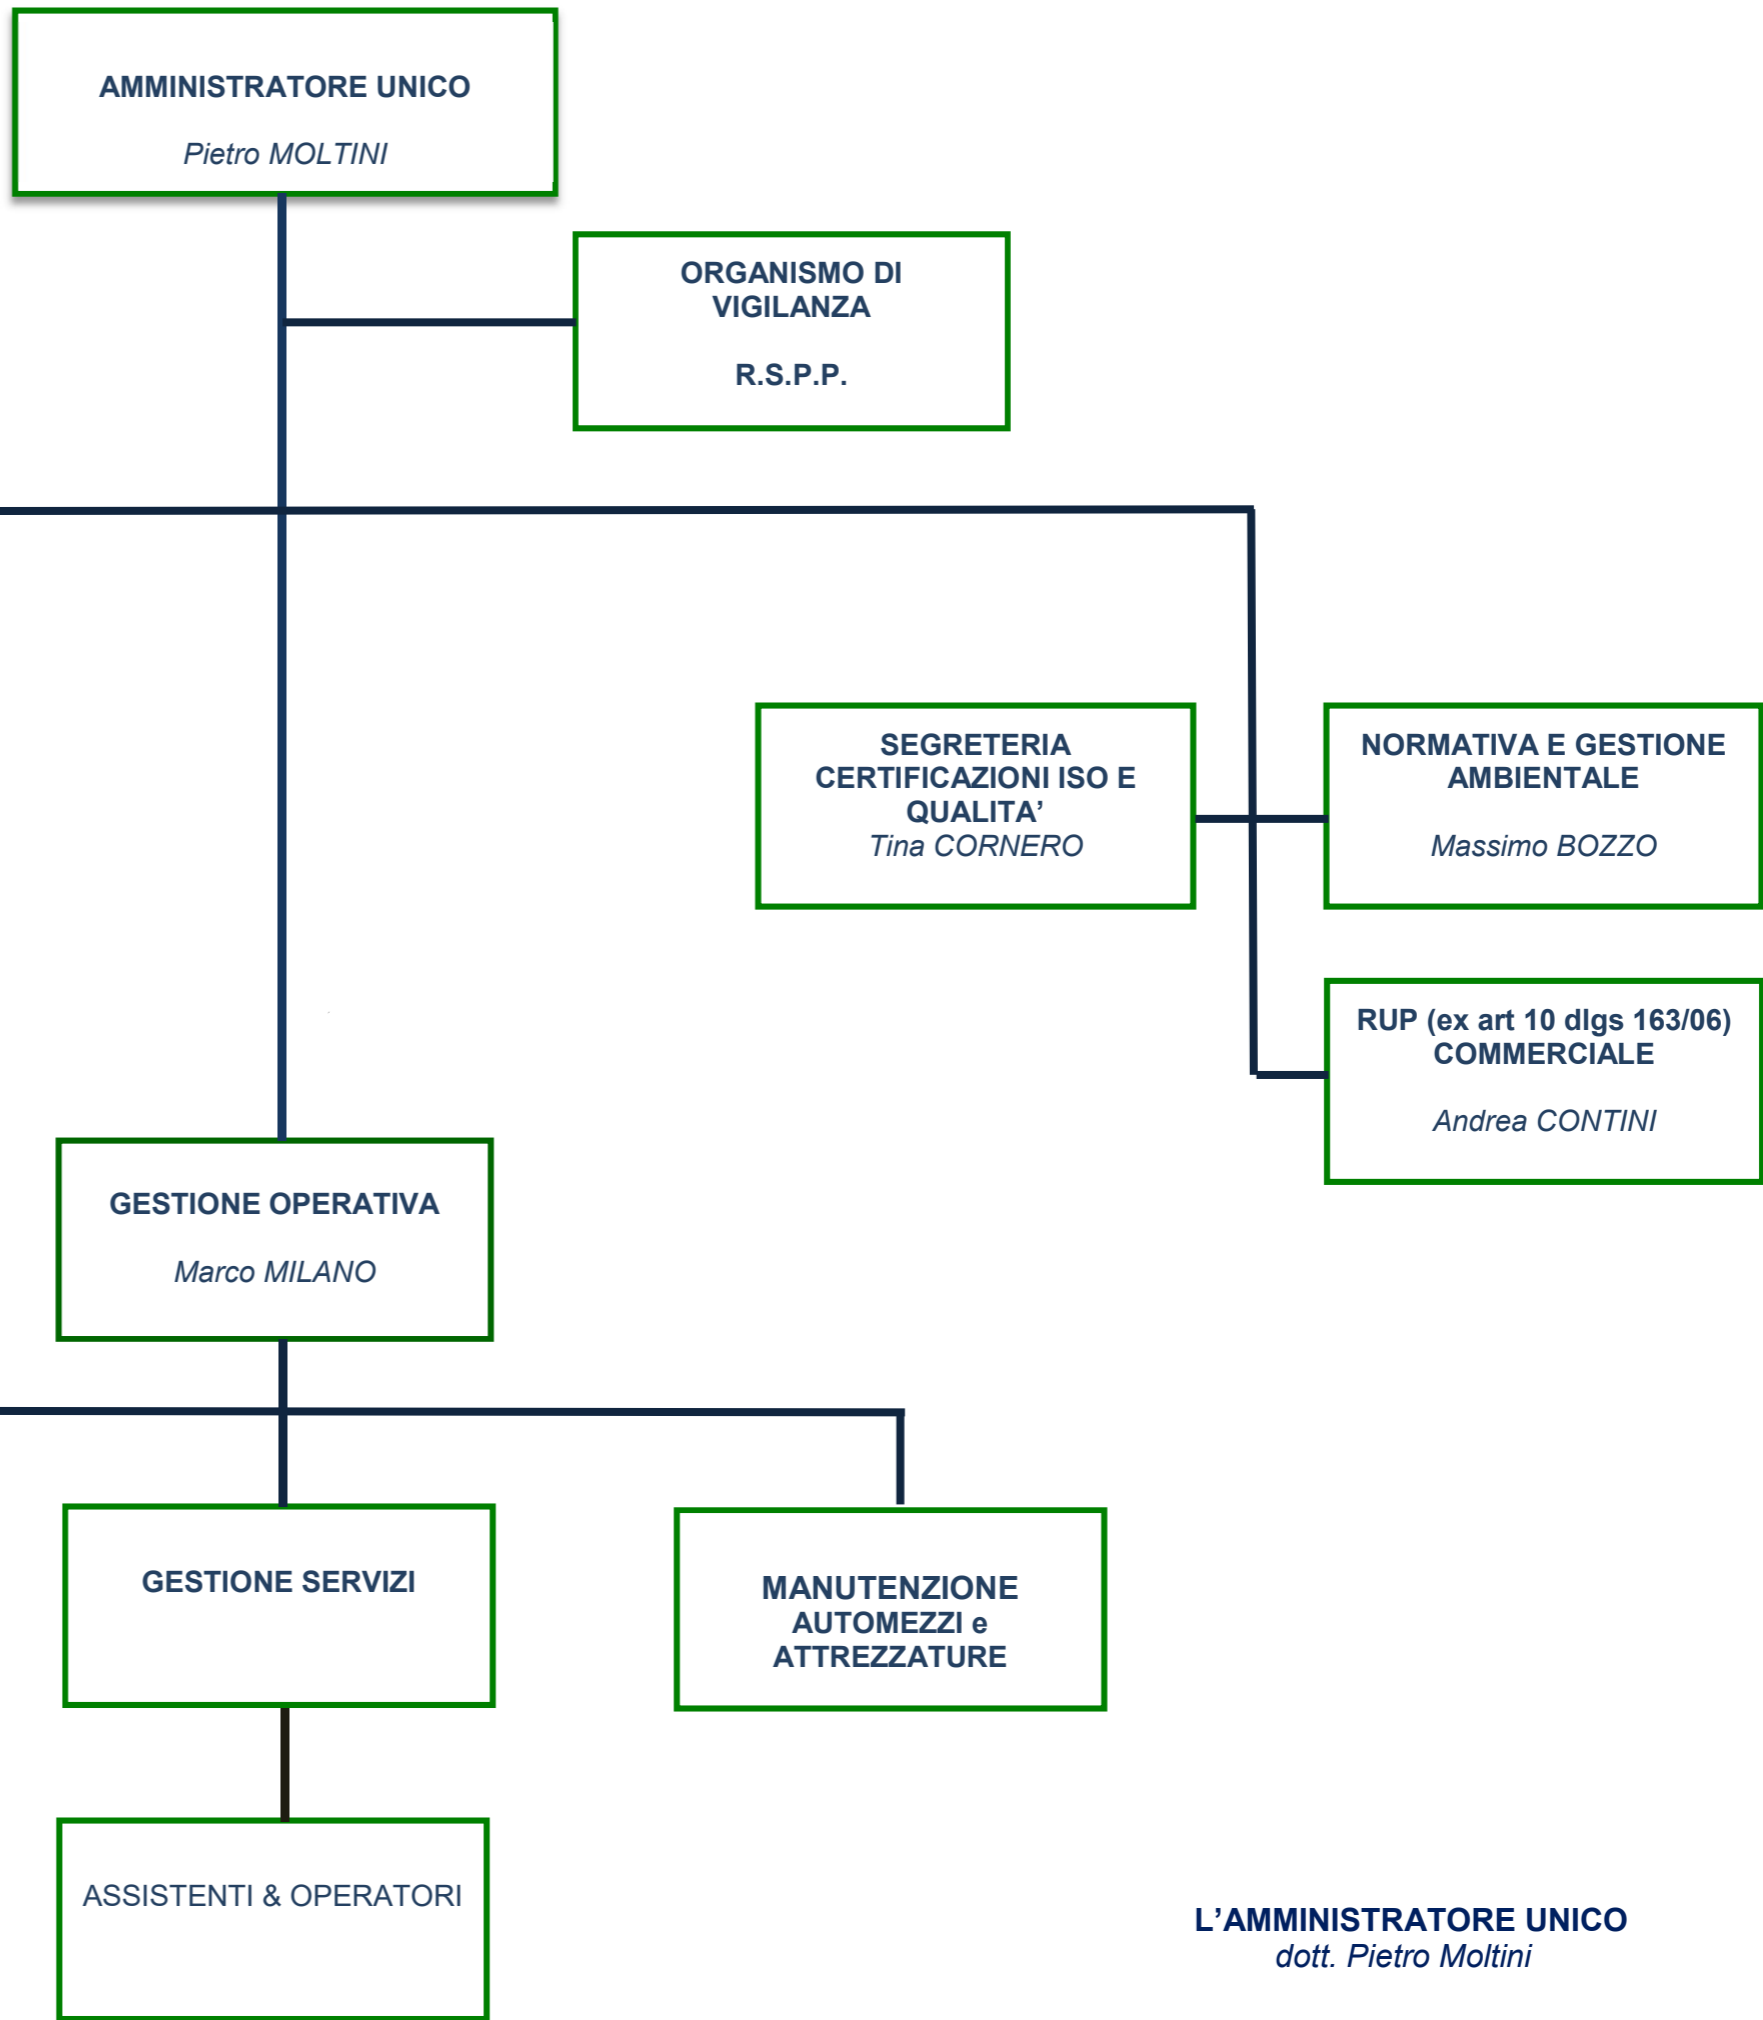 AMMINISTRATORE UNICO
Pietro MOLTINI
ORGANISMO DI
VIGILANZA
R.S.P.P.
SEGRETERIA
CERTIFICAZIONI ISO E
QUALITA’
Tina CORNERO
NORMATIVA E GESTIONE
AMBIENTALE
Massimo BOZZO
RUP (ex art 10 dlgs 163/06)
COMMERCIALE
Andrea CONTINI
GESTIONE OPERATIVA
Marco MILANO
GESTIONE SERVIZI
MANUTENZIONE
AUTOMEZZI e
ATTREZZATURE
ASSISTENTI & OPERATORI
L’AMMINISTRATORE UNICO
dott. Pietro Moltini